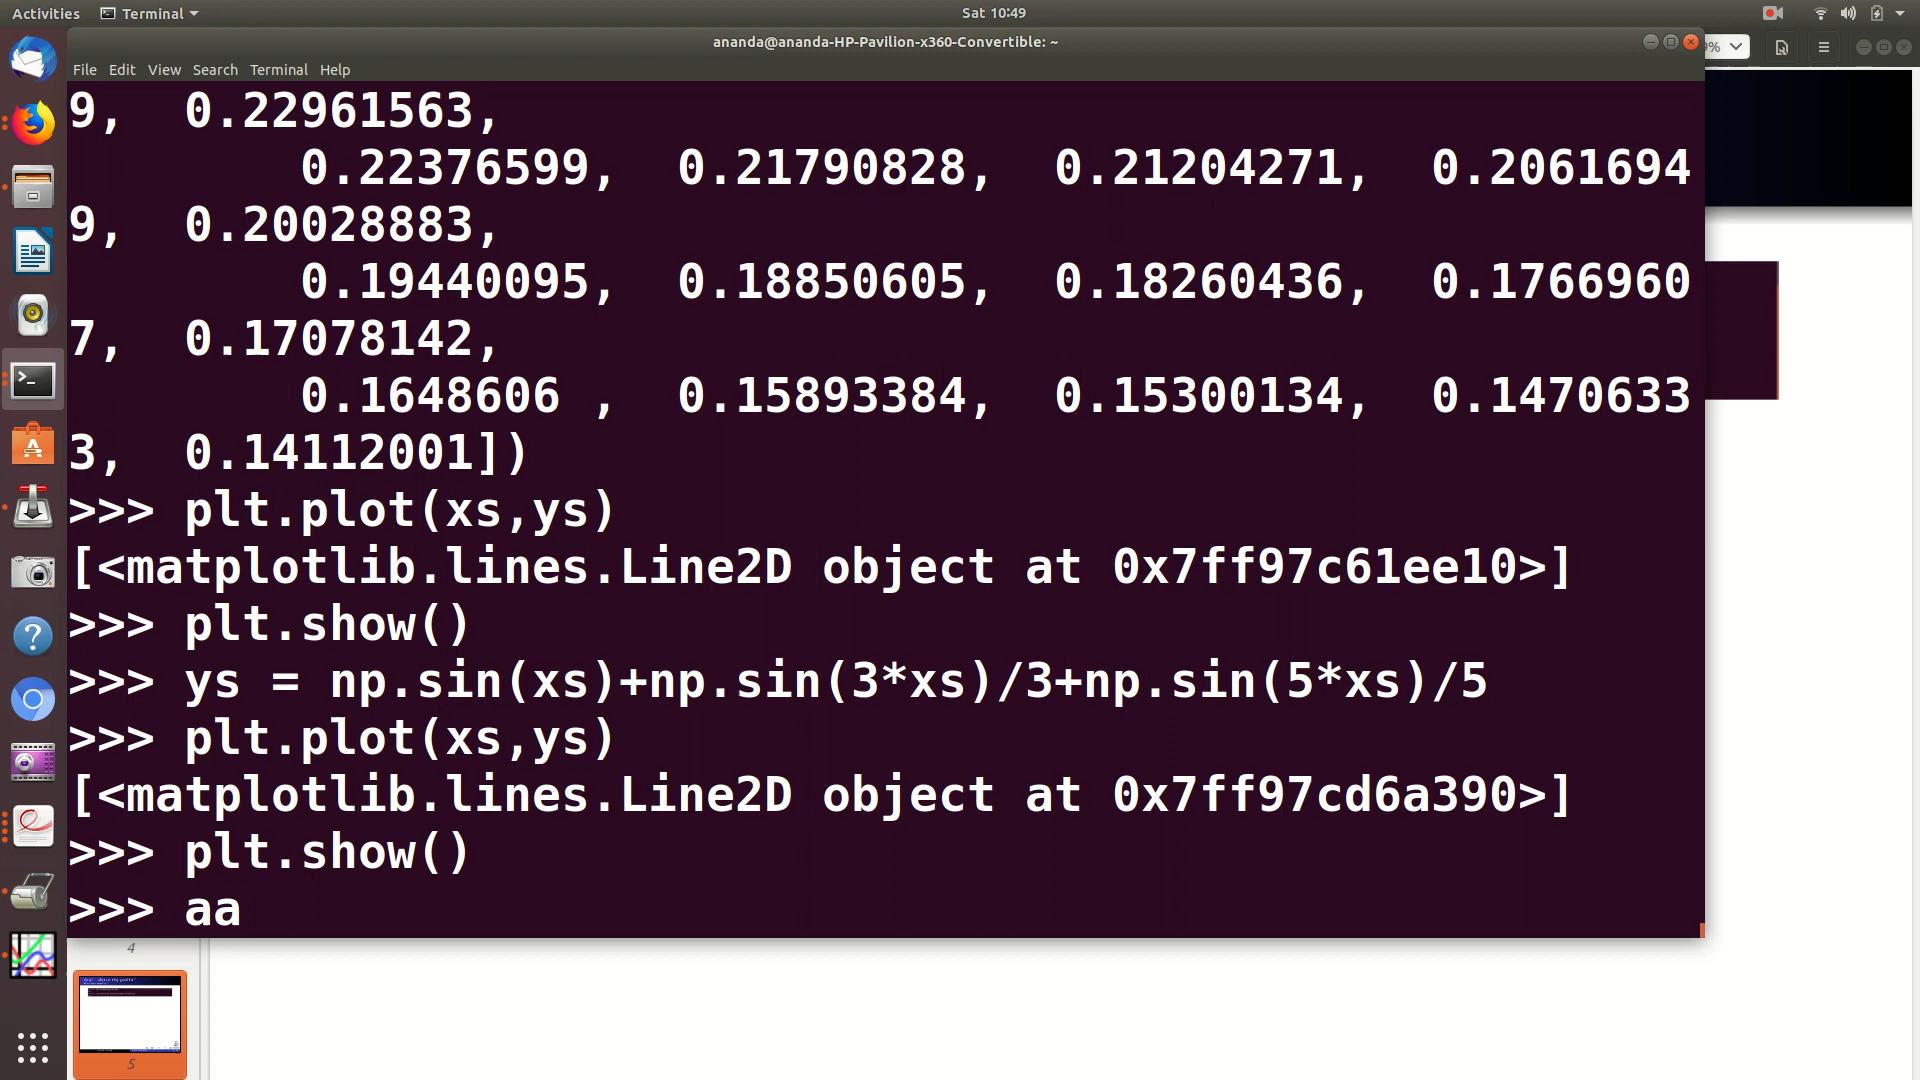 Activities Terminal Sat 10:49
ananda@ananda-HP-Pavilion-x360-Convertible: ~
File Edit View Search Terminal Help
9,  0.22961563,
        0.22376599,  0.21790828,  0.21204271,  0.2061694
9,  0.20028883,
        0.19440095,  0.18850605,  0.18260436,  0.1766960
7,  0.17078142,
        0.1648606 ,  0.15893384,  0.15300134,  0.1470633
3,  0.14112001])
>>> plt.plot(xs,ys)
[<matplotlib.lines.Line2D object at 0x7ff97c61ee10>]
>>> plt.show()
>>> ys = np.sin(xs)+np.sin(3*xs)/3+np.sin(5*xs)/5
>>> plt.plot(xs,ys)
[<matplotlib.lines.Line2D object at 0x7ff97cd6a390>]
>>> plt.show()
>>> aa
4
5